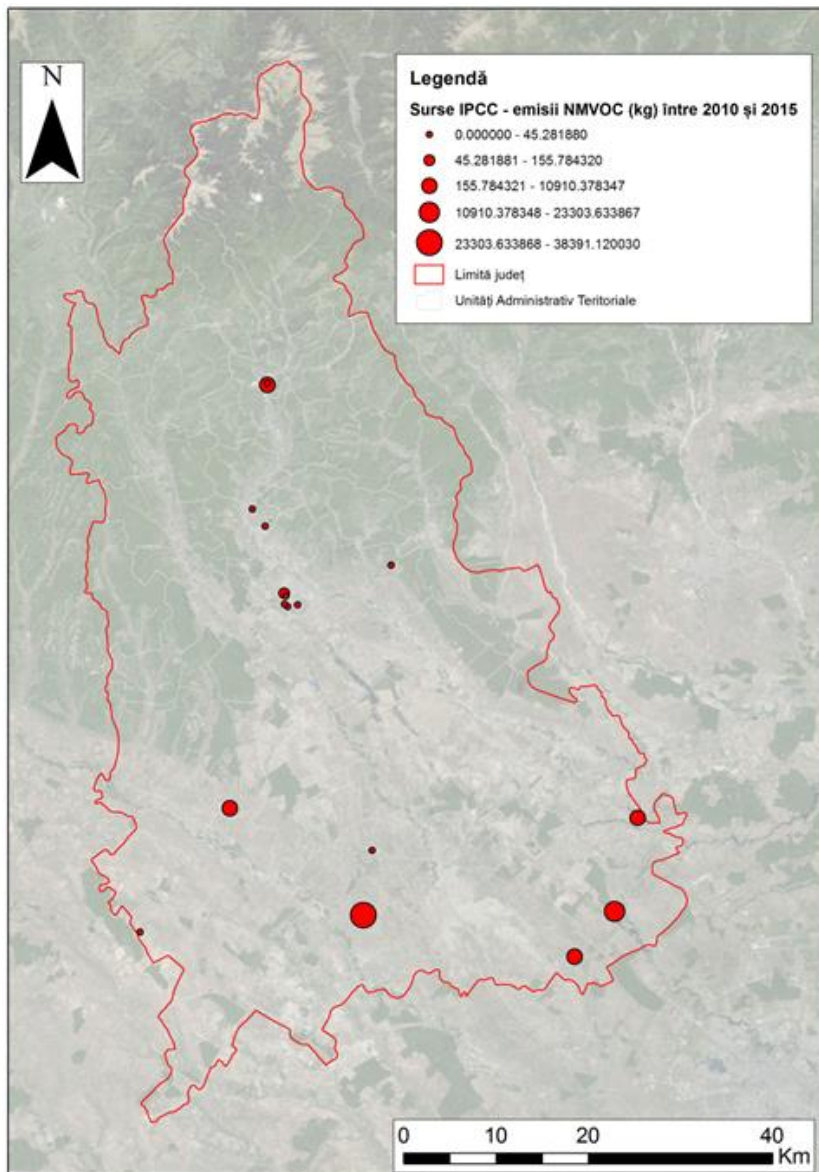 N
Legendă
Surse IPCC - emisii NMVOC (kg) între 2010 și 2015
0.000000 - 45.281880
45.281881 - 155.784320
155.784321 - 10910.378347
10910.378348 - 23303.633867
23303.633868 - 38391.120030
Limită județ
Unități Administrativ Teritoriale
0 10 20 40
Km